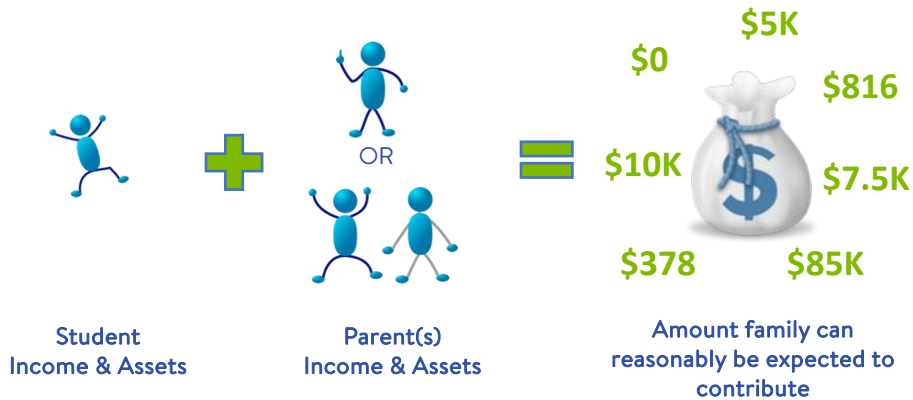 $5K
$0
$816
OR
$10K
$
$7.5K
$378
$85K
Student
Income & Assets
Parent(s)
Income & Assets
Amount family can
reasonably be expected to
contribute